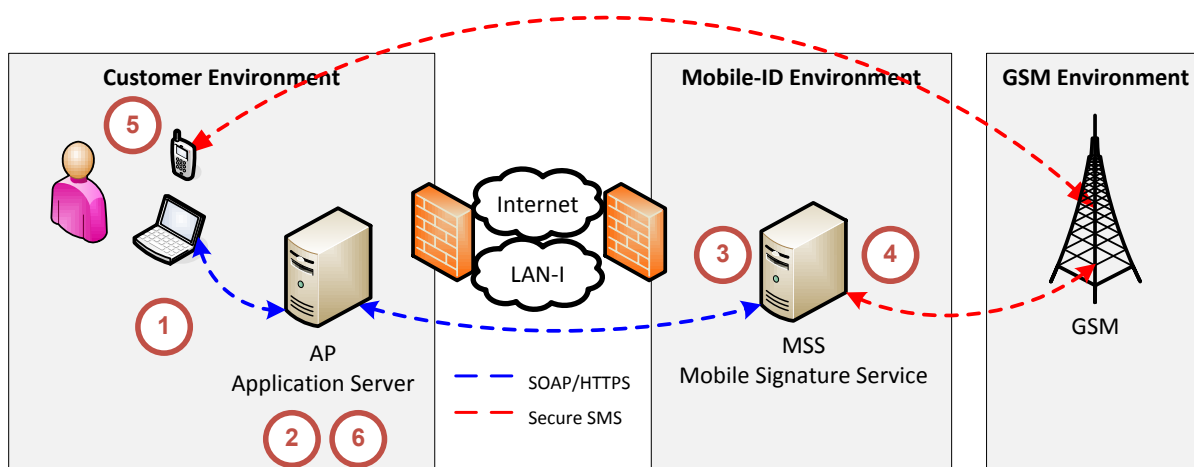 Customer Environment
Mobile-ID Environment
GSM Environment
5
Internet
LAN-I
3
4
1
AP
Application Server
MSS
Mobile Signature Service
GSM
SOAP/HTTPS
Secure SMS
2
6